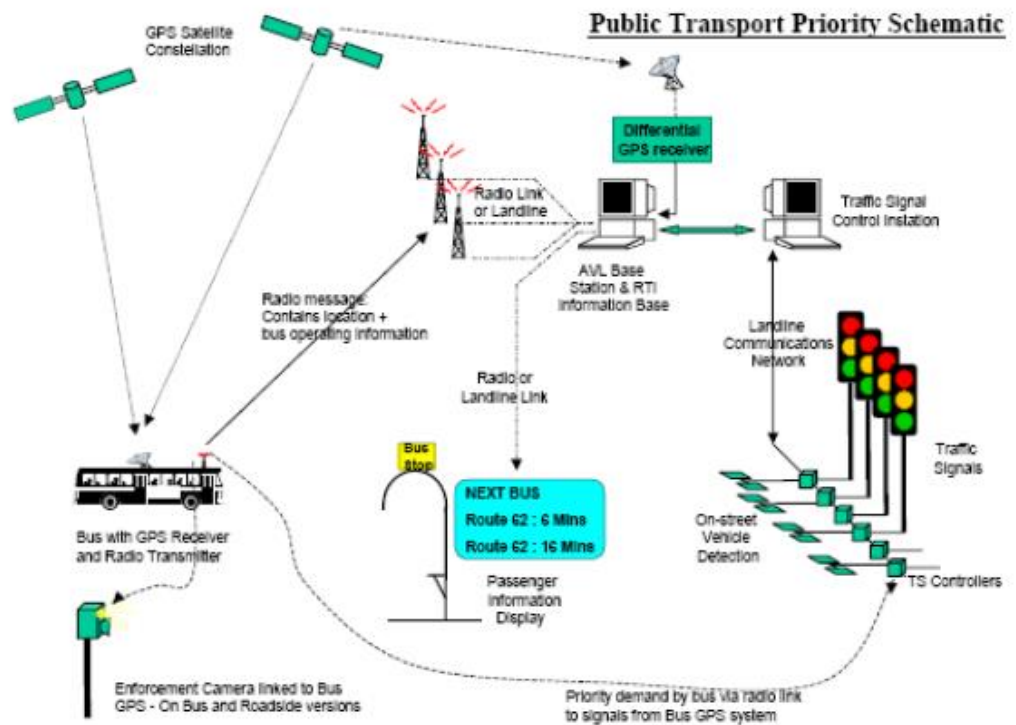 Public Transport Priority Schematic
GPS Satellite
Constellation
Differential
GPS receiver
Radio Link
or Landline
Traffic Signal
Control Instation
AVL Base
Station & RTI
Information Base
Radio message:
Contains location +
bus operating information
Landline
Communications
Network
Radio or
Landline Link
Bus
Stop
NEXT BUS
Route 62 : 6 Mins
Route 62 : 16 Mins
Traffic
Signals
Bus with GPS Receiver
and Radio Transmitter
On-street
Vehicle
Detection
TS Controllers
Passenger
Information
Display
Enforcement Camera linked to Bus
GPS - On Bus and Roadside versions
Priority demand by bus via radio link
to signals from Bus GPS system